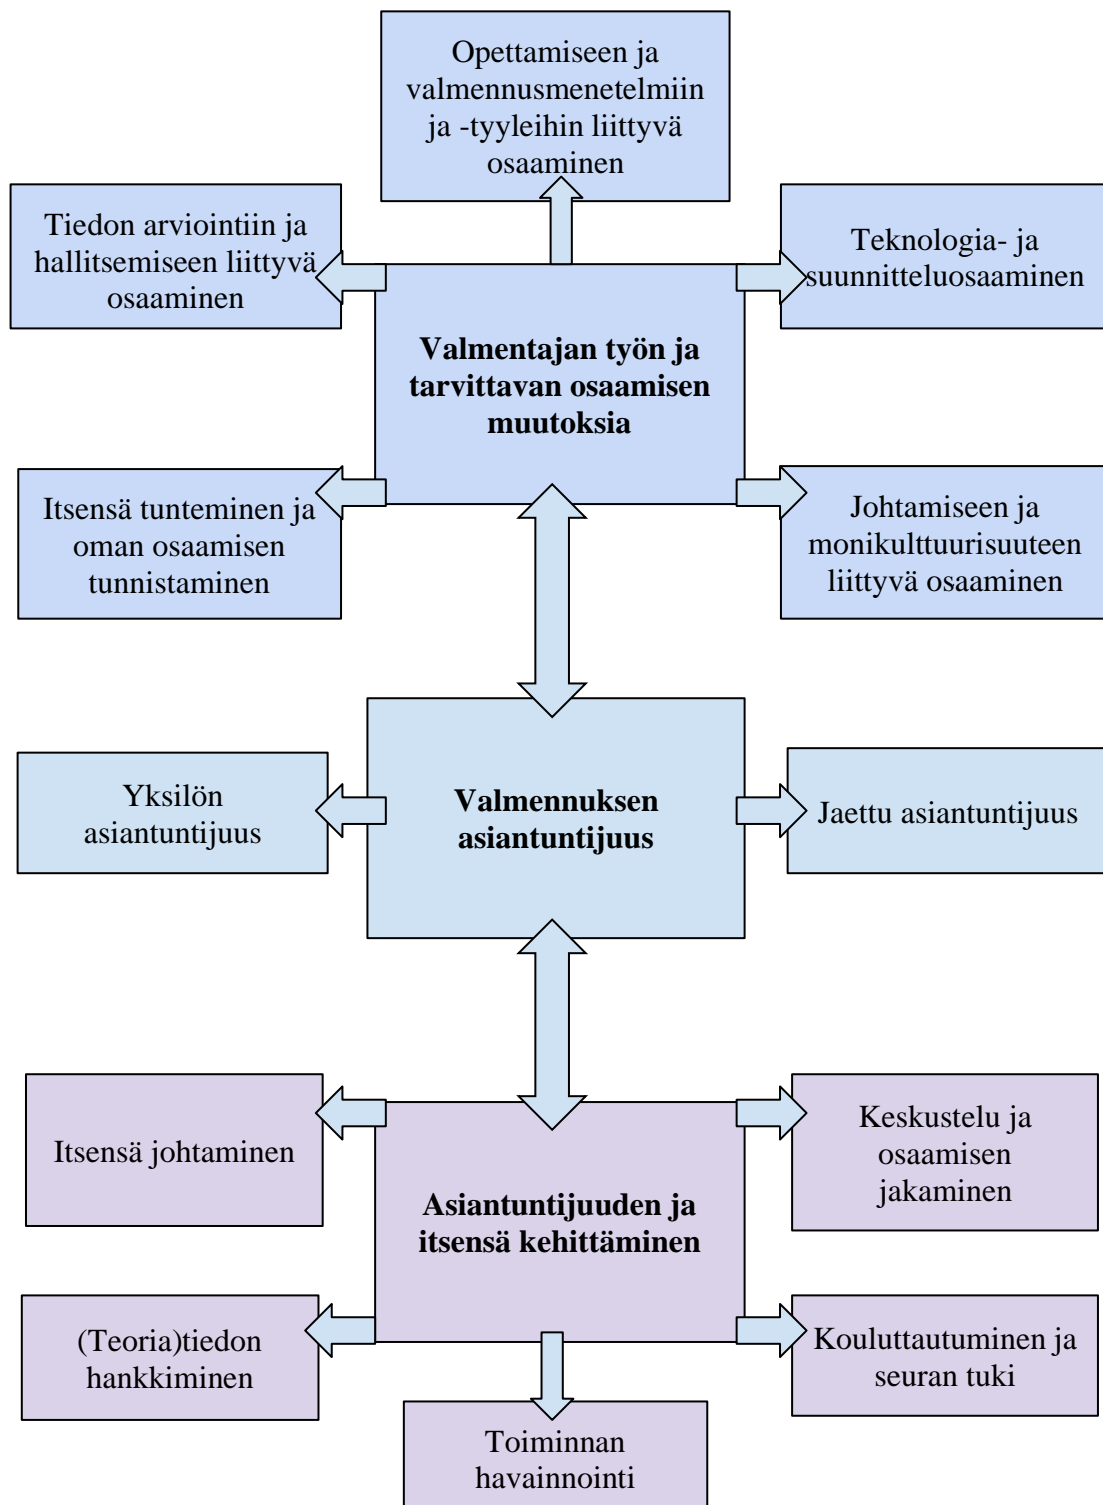 Opettamiseen ja
valmennusmenetelmiin
ja -tyyleihin liittyvä
osaaminen
Tiedon arviointiin ja
hallitsemiseen liittyvä
osaaminen
Teknologia- ja
suunnitteluosaaminen
Valmentajan työn ja
tarvittavan osaamisen
muutoksia
Itsensä tunteminen ja
oman osaamisen
tunnistaminen
Johtamiseen ja
monikulttuurisuuteen
liittyvä osaaminen
Yksilön
asiantuntijuus
Valmennuksen
asiantuntijuus
Jaettu asiantuntijuus
Itsensä johtaminen
Keskustelu ja
osaamisen
jakaminen
Asiantuntijuuden ja
itsensä kehittäminen
(Teoria)tiedon
hankkiminen
Kouluttautuminen ja
seuran tuki
Toiminnan
havainnointi